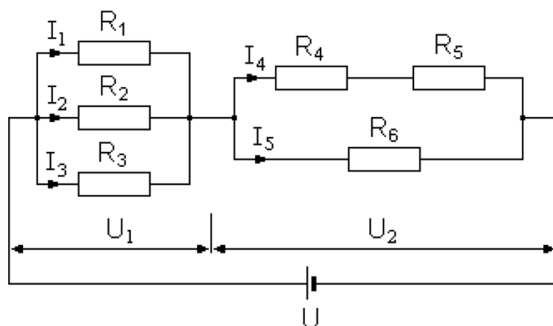 I₁ R₁
I₄ R₄ R₅
I₂ R₂
I₅ R₆
I₃ R₃
U₁ U₂
U